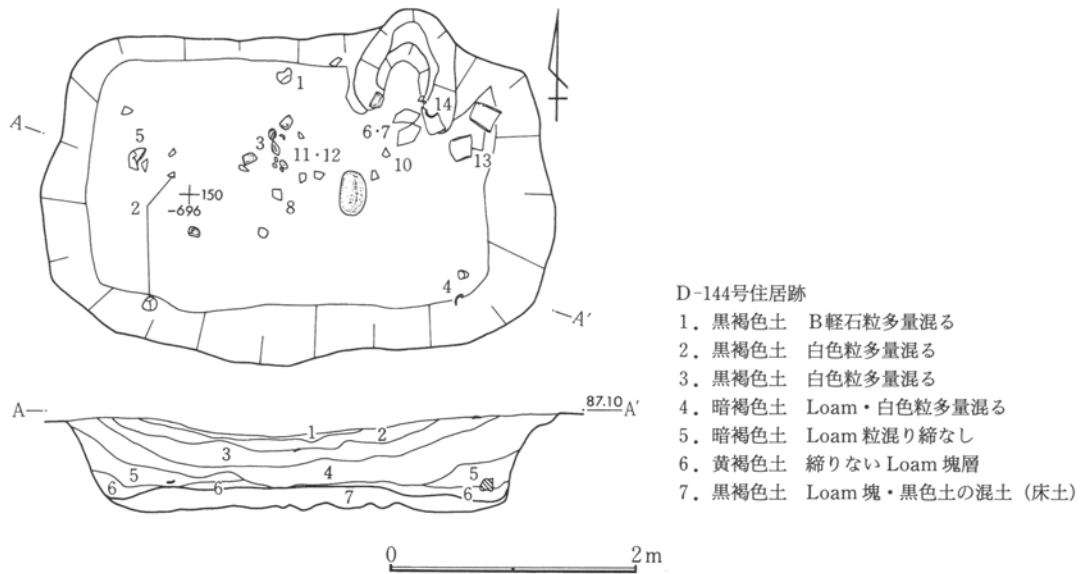 1
14
A
6・7
5
3
11・12
10
13
150
-696
2
8
4
A'
D-144号住居跡
1．黒褐色土　B軽石粒多量混る
2．黒褐色土　白色粒多量混る
3．黒褐色土　白色粒多量混る
4．暗褐色土　Loam・白色粒多量混る
5．暗褐色土　Loam粒混り締なし
6．黄褐色土　締りないLoam塊層
7．黒褐色土　Loam塊・黒色土の混土（床土）
A
87.10
A'
1
2
3
4
5
5
6
6
6
7
0
2m